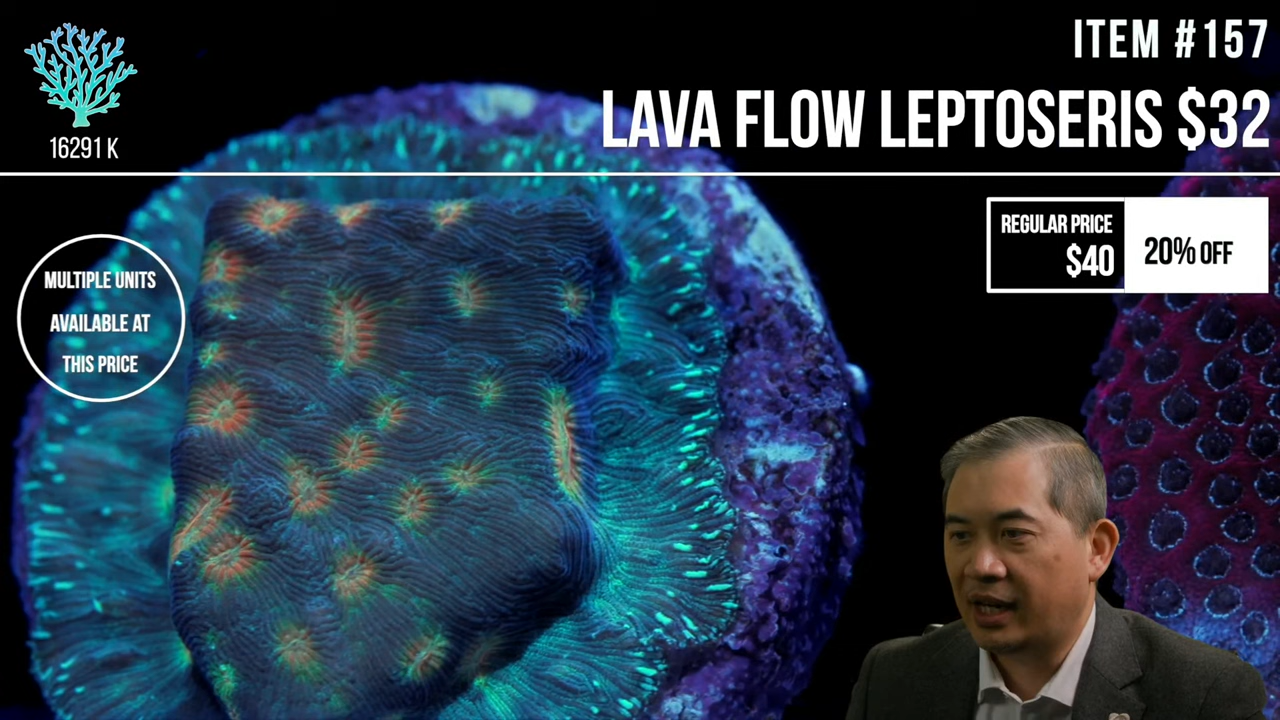 ITEM #157
LAVA FLOW LEPTOSERIS $32
16291 K
REGULAR PRICE
$40
20% OFF
MULTIPLE UNITS
AVAILABLE AT
THIS PRICE